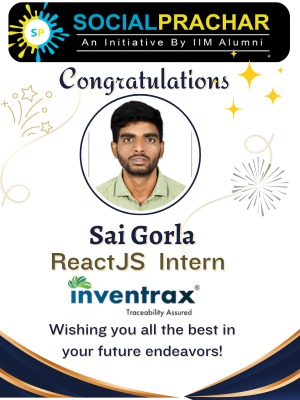 SP
SOCIALPRACHAR
An Initiative By IIM Alumni
Congratulations
Sai Gorla
ReactJS Intern
inventrax®
Traceability Assured
Wishing you all the best in
your future endeavors!